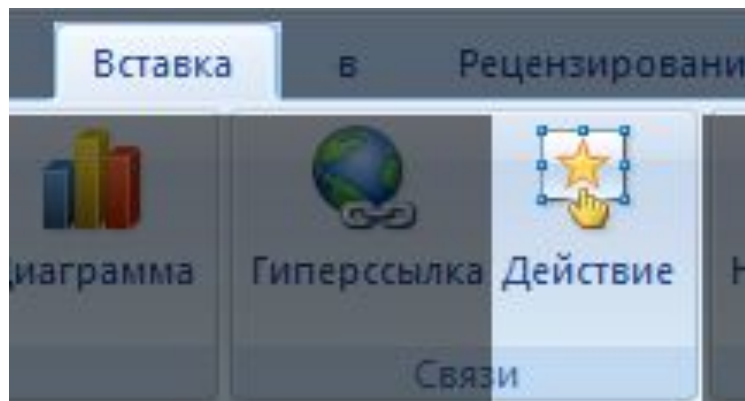 Вставка в Рецензировани
иаграмма Гиперссылка Действие Н
Связи